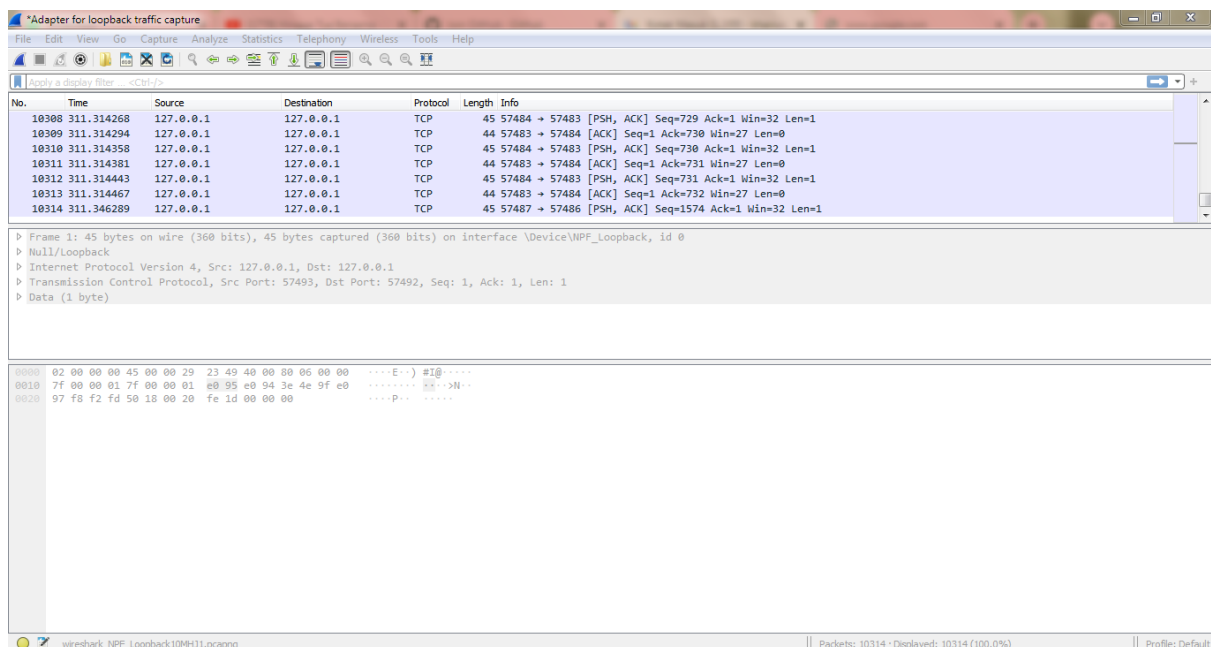 *Adapter for loopback traffic capture
File Edit View Go Capture Analyze Statistics Telephony Wireless Tools Help
Apply a display filter ... <Ctrl-/>
No. Time Source Destination Protocol Length Info
10308 311.314268 127.0.0.1 127.0.0.1 TCP 45 57484 → 57483 [PSH, ACK] Seq=729 Ack=1 Win=32 Len=1
10309 311.314294 127.0.0.1 127.0.0.1 TCP 44 57483 → 57484 [ACK] Seq=1 Ack=730 Win=27 Len=0
10310 311.314358 127.0.0.1 127.0.0.1 TCP 45 57484 → 57483 [PSH, ACK] Seq=730 Ack=1 Win=32 Len=1
10311 311.314381 127.0.0.1 127.0.0.1 TCP 44 57483 → 57484 [ACK] Seq=1 Ack=731 Win=27 Len=0
10312 311.314443 127.0.0.1 127.0.0.1 TCP 45 57484 → 57483 [PSH, ACK] Seq=731 Ack=1 Win=32 Len=1
10313 311.314467 127.0.0.1 127.0.0.1 TCP 44 57483 → 57484 [ACK] Seq=1 Ack=732 Win=27 Len=0
10314 311.346289 127.0.0.1 127.0.0.1 TCP 45 57487 → 57486 [PSH, ACK] Seq=1574 Ack=1 Win=32 Len=1
Frame 1: 45 bytes on wire (360 bits), 45 bytes captured (360 bits) on interface \Device\NPF_Loopback, id 0
Null/Loopback
Internet Protocol Version 4, Src: 127.0.0.1, Dst: 127.0.0.1
Transmission Control Protocol, Src Port: 57493, Dst Port: 57492, Seq: 1, Ack: 1, Len: 1
Data (1 byte)
0000 02 00 00 00 45 00 00 29 23 49 40 00 80 06 00 00 ····E··) #I@·····
0010 7f 00 00 01 7f 00 00 01 e0 95 e0 94 3e 4e 9f e0 ········ ····>N··
0020 97 f8 f2 fd 50 18 00 20 fe 1d 00 00 00 ····P·· ·····
wireshark_NPF_Loopback10MHJ1.pcapng Packets: 10314 · Displayed: 10314 (100.0%) Profile: Default